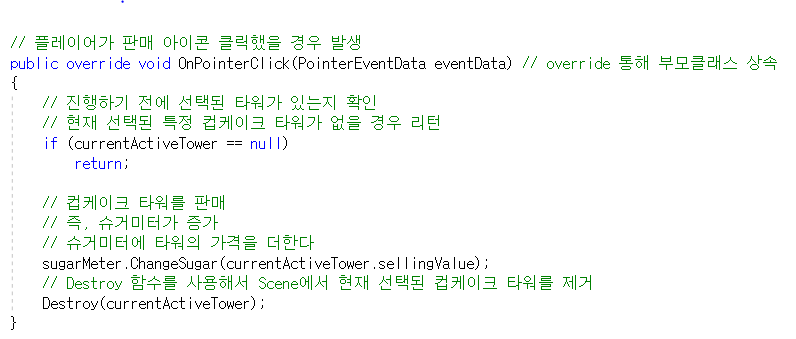 // 플레이어가 판매 아이콘 클릭했을 경우 발생
public override void OnPointerClick(PointerEventData eventData) // override 통해 부모클래스 상속
{
// 진행하기 전에 선택된 타워가 있는지 확인
// 현재 선택된 특정 컵케이크 타워가 없을 경우 리턴
if (currentActiveTower == null)
return;
// 컵케이크 타워를 판매
// 즉, 슈거미터가 증가
// 슈거미터에 타워의 가격을 더한다
sugarMeter.ChangeSugar(currentActiveTower.sellingValue);
// Destroy 함수를 사용해서 Scene에서 현재 선택된 컵케이크 타워를 제거
Destroy(currentActiveTower);
}